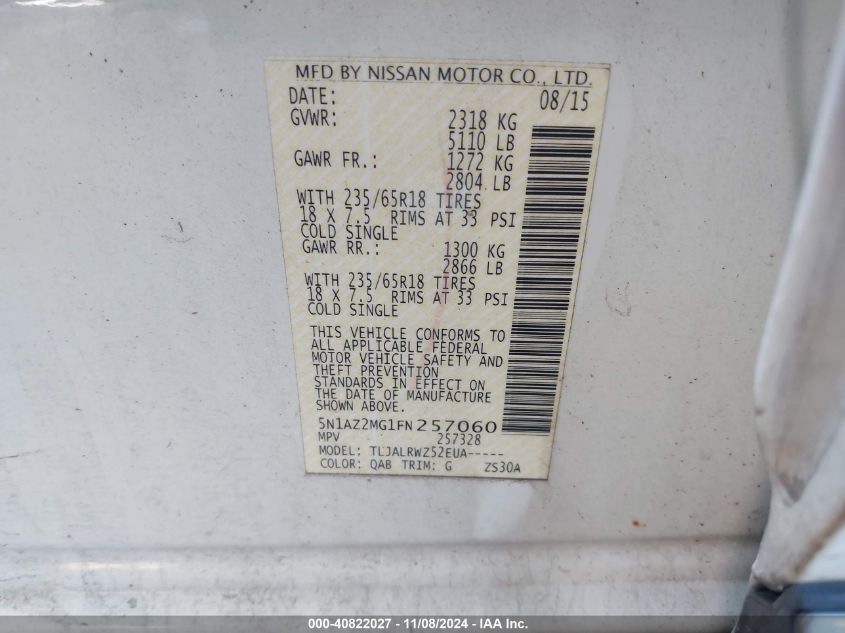 MFD BY NISSAN MOTOR CO., LTD.
DATE: 08/15
GVWR: 2318 KG
5110 LB
GAWR FR.: 1272 KG
2804 LB
WITH 235/65R18 TIRES
18 X 7.5 RIMS AT 33 PSI
COLD SINGLE
GAWR RR.: 1300 KG
2866 LB
WITH 235/65R18 TIRES
18 X 7.5 RIMS AT 33 PSI
COLD SINGLE
THIS VEHICLE CONFORMS TO
ALL APPLICABLE FEDERAL
MOTOR VEHICLE SAFETY AND
THEFT PREVENTION
STANDARDS IN EFFECT ON
THE DATE OF MANUFACTURE
SHOWN ABOVE.
5N1AZ2MG1FN257060
MPV 257328
MODEL: TLJALRWZ52EUA-----
COLOR: QAB TRIM: G ZS30A
000-40822027 - 11/08/2024 - IAA Inc.